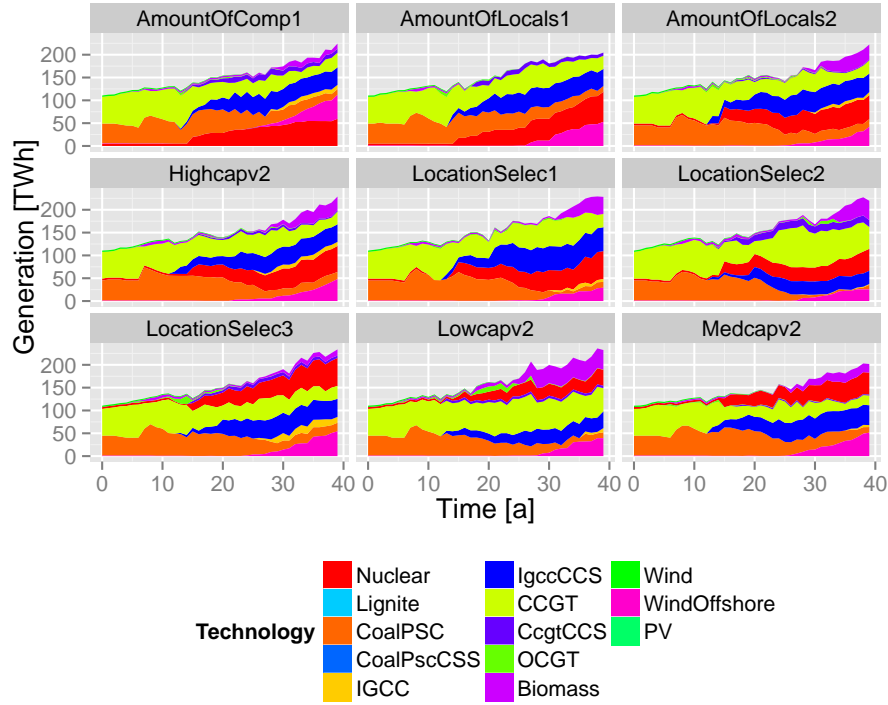 AmountOfComp1 AmountOfLocals1 AmountOfLocals2
200
150
100
50
0
Highcapv2 LocationSelec1 LocationSelec2
200
150
100
50
0
LocationSelec3 Lowcapv2 Medcapv2
200
150
100
50
0
Generation [TWh]
0 10 20 30 40 0 10 20 30 40 0 10 20 30 40
Time [a]
Technology
Nuclear IgccCCS Wind
Lignite CCGT WindOffshore
CoalPSC CcgtCCS PV
CoalPscCSS OCGT
IGCC Biomass